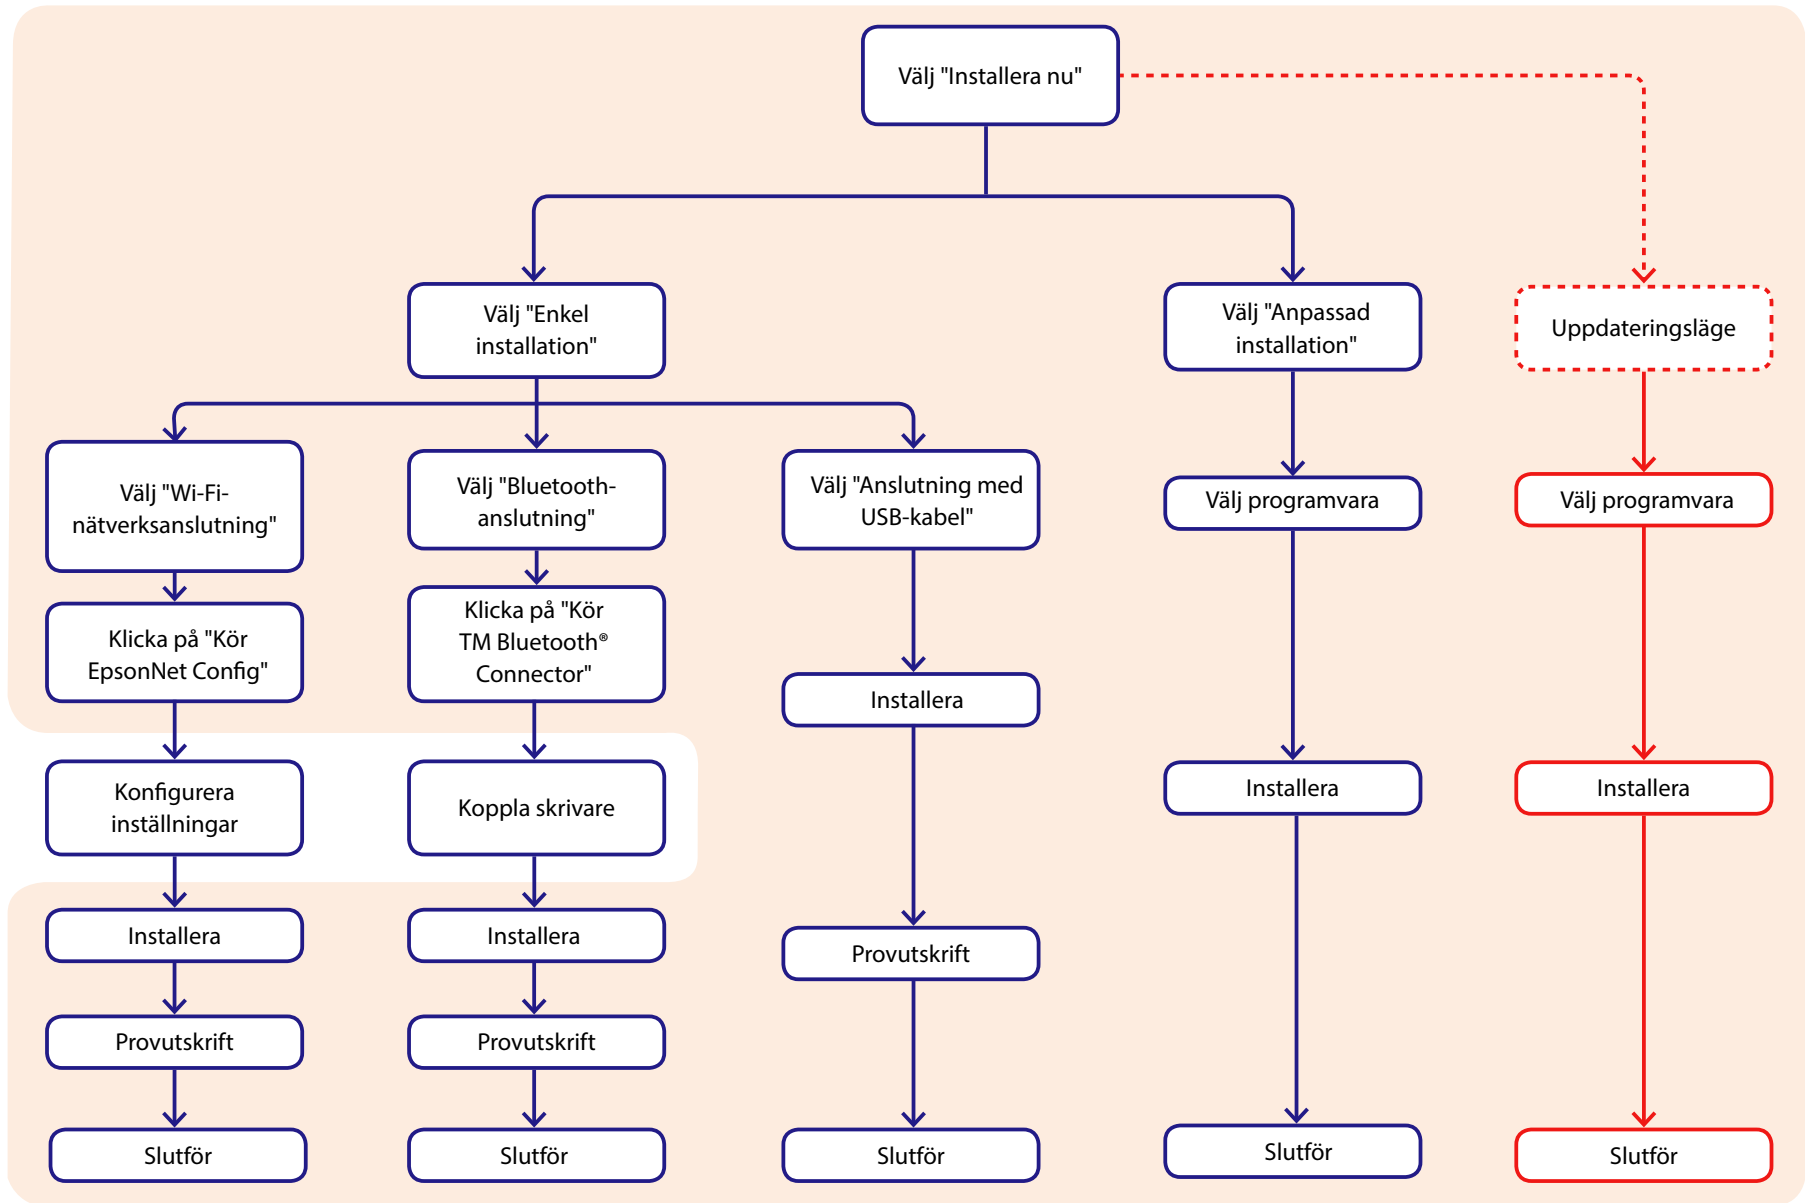 Välj "Installera nu"
Välj "Enkel
installation"
Välj "Anpassad
installation"
Uppdateringsläge
Välj "Wi-Fi-
nätverksanslutning"
Välj "Bluetooth-
anslutning"
Välj "Anslutning med
USB-kabel"
Välj programvara
Välj programvara
Klicka på "Kör
EpsonNet Config"
Klicka på "Kör
TM Bluetooth®
Connector"
Installera
Konfigurera
inställningar
Koppla skrivare
Installera
Installera
Installera
Installera
Provutskrift
Provutskrift
Provutskrift
Slutför
Slutför
Slutför
Slutför
Slutför